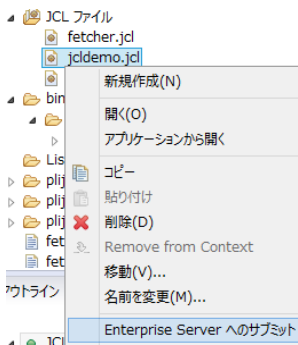 JCL ファイル
fetcher.jcl
jcldemo.jcl
新規作成(N)
bin
開く(O)
アプリケーションから開く
Lis
コピー
plij
貼り付け
plij
削除(D)
plij
Remove from Context
fet
移動(V)...
fet
名前を変更(M)...
アウトライン
Enterprise Server へのサブミット
JCL